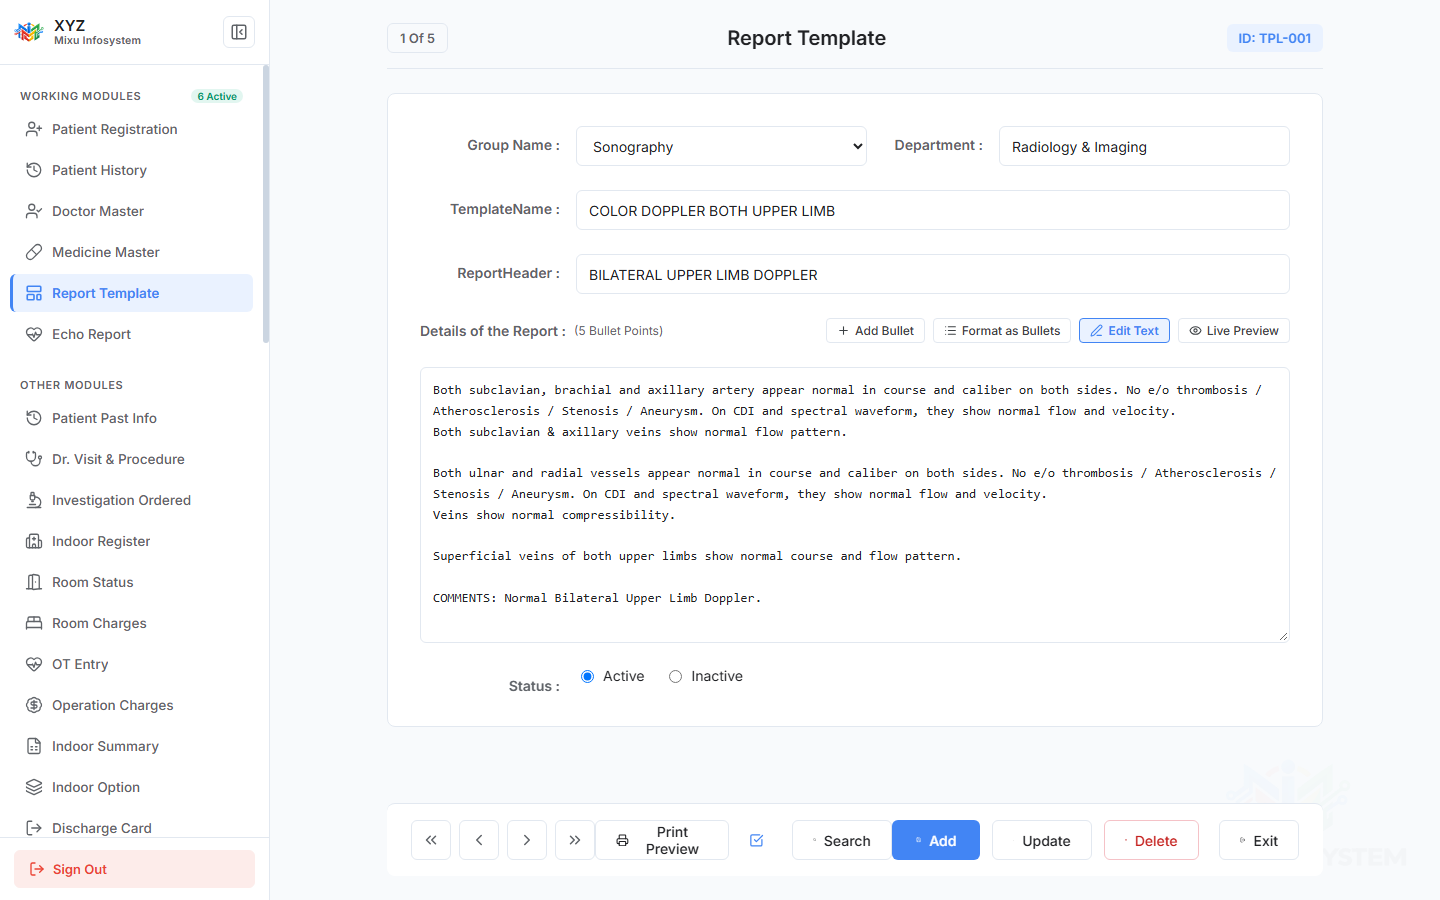 XYZ
Mixu Infosystem
WORKING MODULES
6 Active
Patient Registration
Patient History
Doctor Master
Medicine Master
Report Template
Echo Report
OTHER MODULES
Patient Past Info
Dr. Visit & Procedure
Investigation Ordered
Indoor Register
Room Status
Room Charges
OT Entry
Operation Charges
Indoor Summary
Indoor Option
Discharge Card
Sign Out
1 Of 5
Report Template
ID: TPL-001
Group Name :
Sonography
Department :
Radiology & Imaging
TemplateName :
COLOR DOPPLER BOTH UPPER LIMB
ReportHeader :
BILATERAL UPPER LIMB DOPPLER
Details of the Report :
(5 Bullet Points)
Add Bullet
Format as Bullets
Edit Text
Live Preview
Both subclavian, brachial and axillary artery appear normal in course and caliber on both sides. No e/o thrombosis /
Atherosclerosis / Stenosis / Aneurysm. On CDI and spectral waveform, they show normal flow and velocity.
Both subclavian & axillary veins show normal flow pattern.
Both ulnar and radial vessels appear normal in course and caliber on both sides. No e/o thrombosis / Atherosclerosis /
Stenosis / Aneurysm. On CDI and spectral waveform, they show normal flow and velocity.
Veins show normal compressibility.
Superficial veins of both upper limbs show normal course and flow pattern.
COMMENTS: Normal Bilateral Upper Limb Doppler.
Status :
Active
Inactive
Print
Preview
Search
Add
Update
Delete
Exit
YSTEM